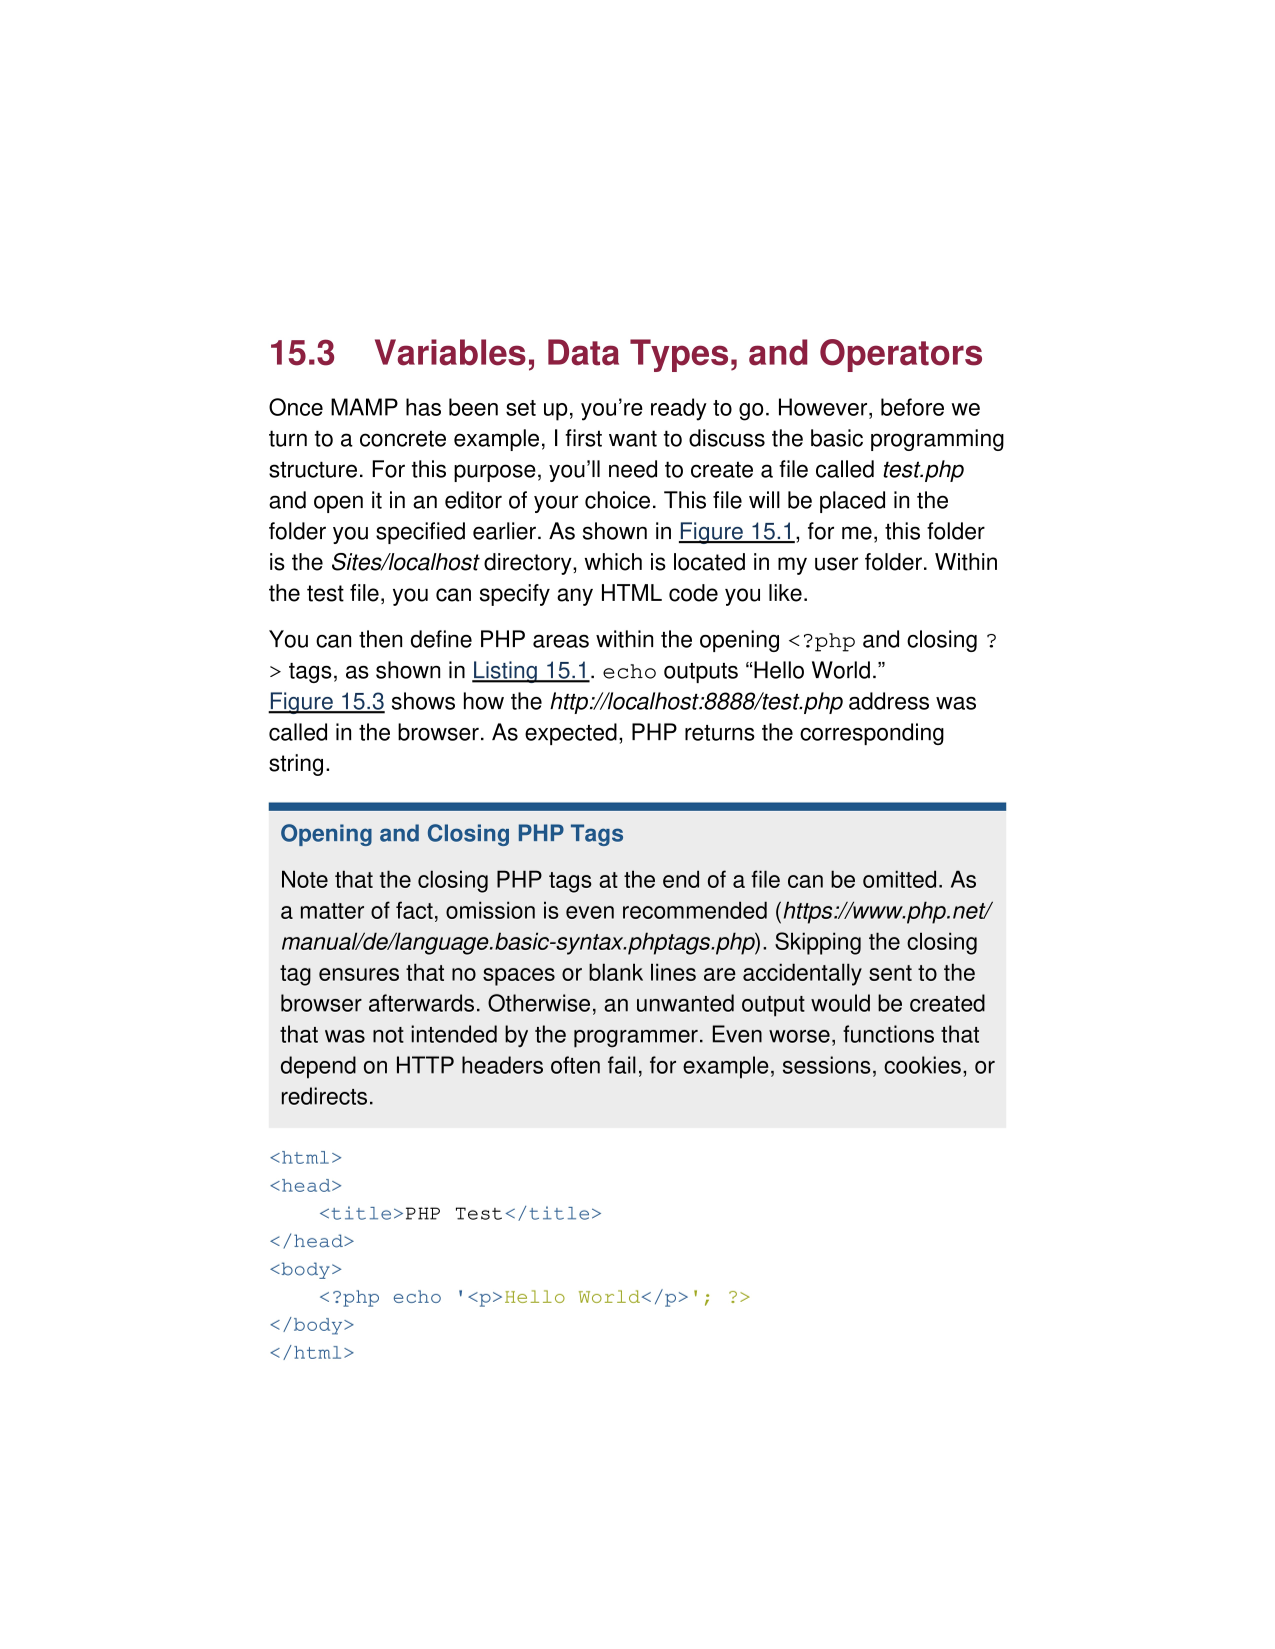 15.3 Variables, Data Types, and Operators
Once MAMP has been set up, you’re ready to go. However, before we
turn to a concrete example, I first want to discuss the basic programming
structure. For this purpose, you’ll need to create a file called test.php
and open it in an editor of your choice. This file will be placed in the
folder you specified earlier. As shown in Figure 15.1, for me, this folder
is the Sites/localhost directory, which is located in my user folder. Within
the test file, you can specify any HTML code you like.
You can then define PHP areas within the opening <?php and closing ?
> tags, as shown in Listing 15.1. echo outputs “Hello World.”
Figure 15.3 shows how the http://localhost:8888/test.php address was
called in the browser. As expected, PHP returns the corresponding
string.
Opening and Closing PHP Tags
Note that the closing PHP tags at the end of a file can be omitted. As
a matter of fact, omission is even recommended (https://www.php.net/
manual/de/language.basic-syntax.phptags.php). Skipping the closing
tag ensures that no spaces or blank lines are accidentally sent to the
browser afterwards. Otherwise, an unwanted output would be created
that was not intended by the programmer. Even worse, functions that
depend on HTTP headers often fail, for example, sessions, cookies, or
redirects.
<html>
<head>
    <title>PHP Test</title>
</head>
<body>
    <?php echo '<p>Hello World</p>'; ?>
</body>
</html>